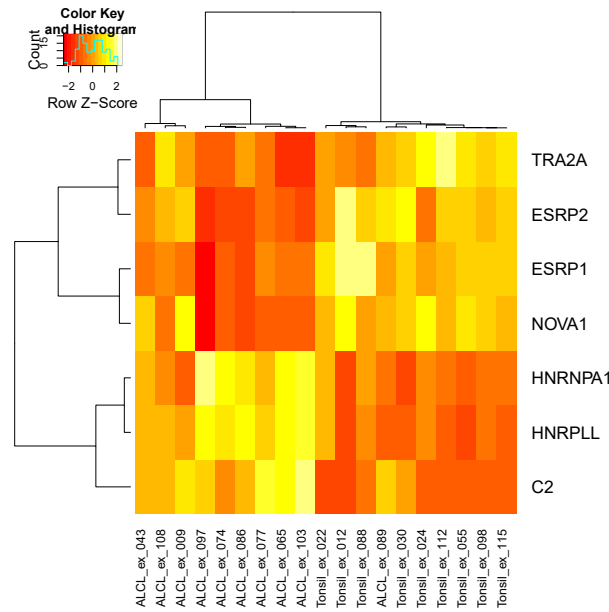 Color Key
and Histogram
Count
0
15
-2
0
2
Row Z-Score
TRA2A
ESRP2
ESRP1
NOVA1
HNRNPA1
HNRPLL
C2
ALCL_ex_043
ALCL_ex_108
ALCL_ex_009
ALCL_ex_097
ALCL_ex_074
ALCL_ex_086
ALCL_ex_077
ALCL_ex_065
ALCL_ex_103
Tonsil_ex_022
Tonsil_ex_012
Tonsil_ex_088
ALCL_ex_089
Tonsil_ex_030
Tonsil_ex_024
Tonsil_ex_112
Tonsil_ex_055
Tonsil_ex_098
Tonsil_ex_115